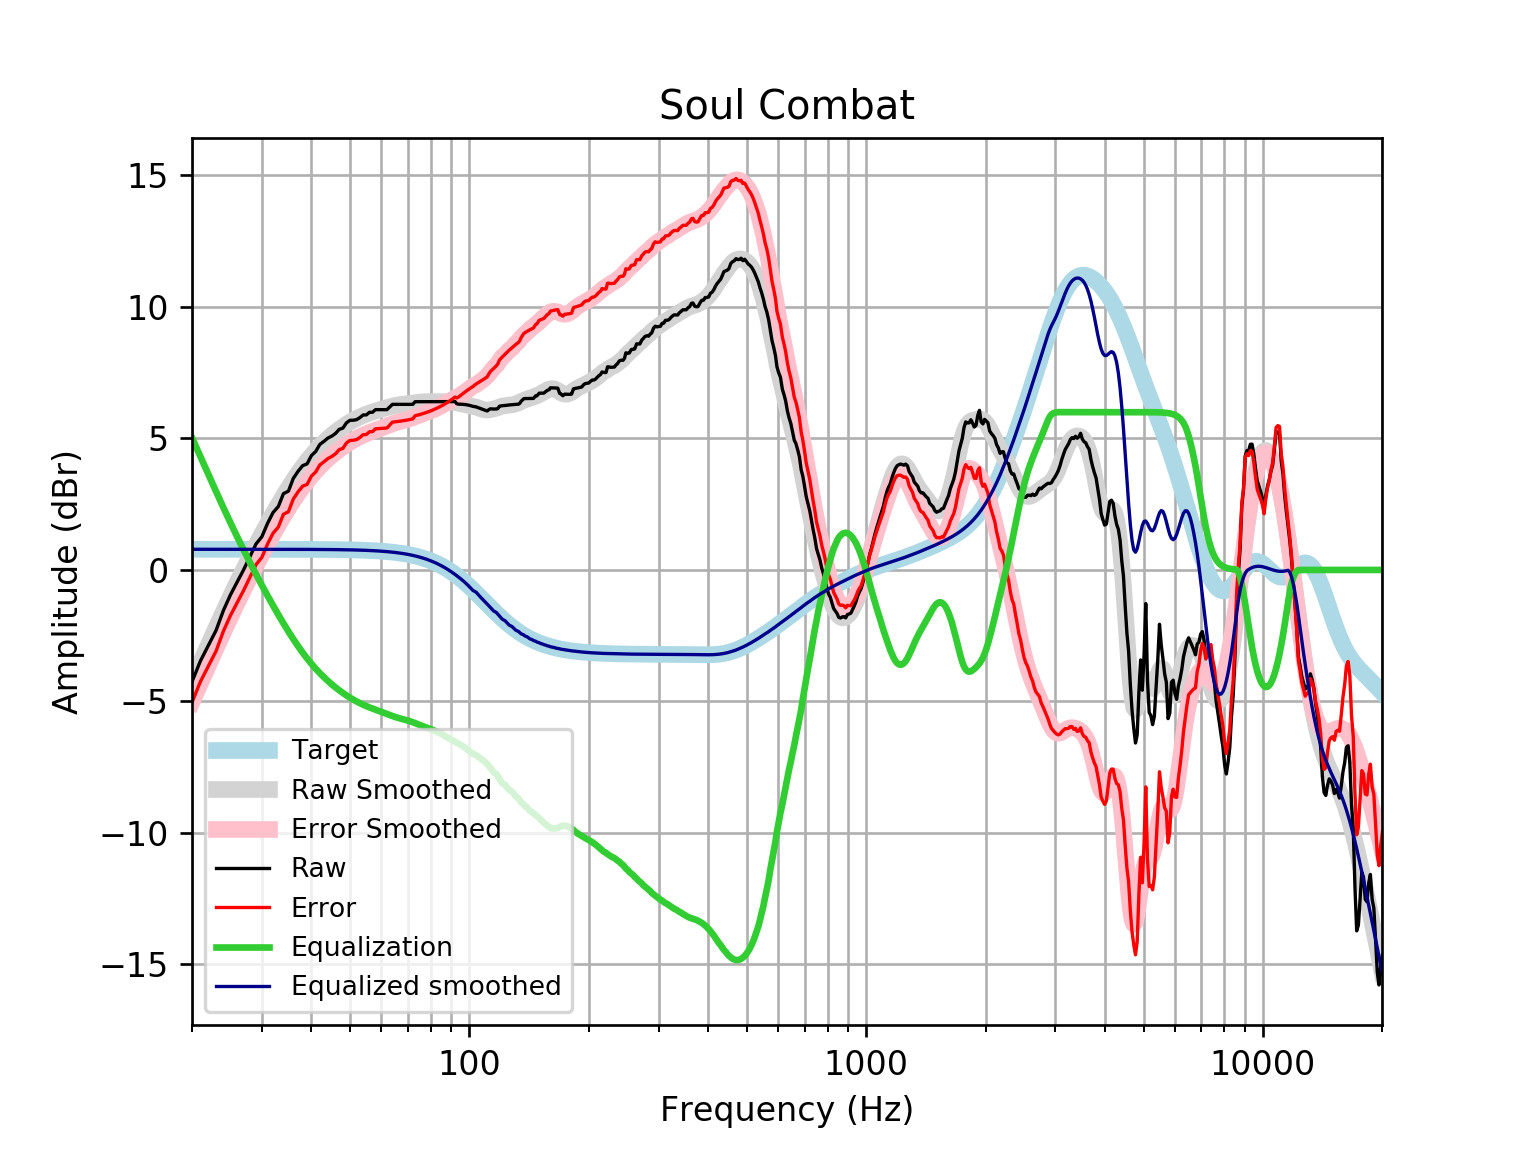 Soul Combat
Amplitude (dBr)
15
10
5
0
−5
−10
−15
Target
Raw Smoothed
Error Smoothed
Raw
Error
Equalization
Equalized smoothed
100 1000 10000
Frequency (Hz)